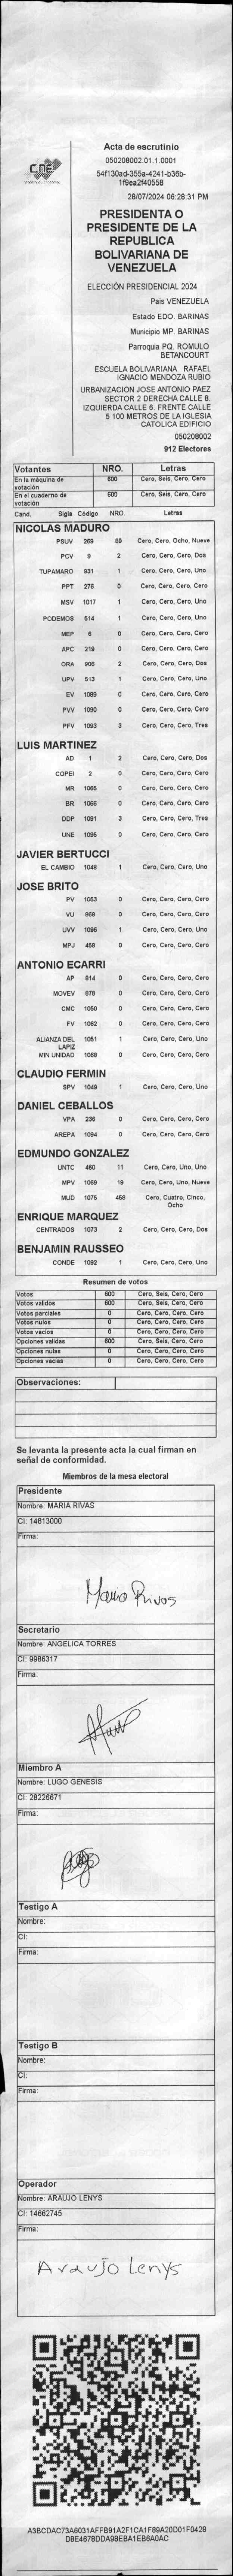 CNE
Acta de escrutinio
050208002.01.1.0001
54f130ad-355a-4241-b36b-
1f9ea2f40558
28/07/2024 06:28:31 PM
PRESIDENTA O
PRESIDENTE DE LA
REPUBLICA
BOLIVARIANA DE
VENEZUELA
ELECCIÓN PRESIDENCIAL 2024
Pais VENEZUELA
Estado EDO. BARINAS
Municipio MP. BARINAS
Parroquia PQ. ROMULO
BETANCOURT
ESCUELA BOLIVARIANA RAFAEL
IGNACIO MENDOZA RUBIO
URBANIZACION JOSE ANTONIO PAEZ
SECTOR 2 DERECHA CALLE 8.
IZQUIERDA CALLE 6. FRENTE CALLE
5 100 METROS DE LA IGLESIA
CATOLICA EDIFICIO
050208002
912 Electores
Votantes NRO. Letras
En la máquina de votación 600 Cero, Seis, Cero, Cero
En el cuaderno de votación 600 Cero, Seis, Cero, Cero
Cand. Sigla Código NRO. Letras
NICOLAS MADURO
PSUV 269 89 Cero, Cero, Ocho, Nueve
PCV 9 2 Cero, Cero, Cero, Dos
TUPAMARO 931 1 Cero, Cero, Cero, Uno
PPT 276 0 Cero, Cero, Cero, Cero
MSV 1017 1 Cero, Cero, Cero, Uno
PODEMOS 514 1 Cero, Cero, Cero, Uno
MEP 6 0 Cero, Cero, Cero, Cero
APC 219 0 Cero, Cero, Cero, Cero
ORA 906 2 Cero, Cero, Cero, Dos
UPV 513 1 Cero, Cero, Cero, Uno
EV 1089 0 Cero, Cero, Cero, Cero
PVV 1090 0 Cero, Cero, Cero, Cero
PFV 1093 3 Cero, Cero, Cero, Tres
LUIS MARTINEZ
AD 1 2 Cero, Cero, Cero, Dos
COPEI 2 0 Cero, Cero, Cero, Cero
MR 1065 0 Cero, Cero, Cero, Cero
BR 1066 0 Cero, Cero, Cero, Cero
DDP 1091 3 Cero, Cero, Cero, Tres
UNE 1095 0 Cero, Cero, Cero, Cero
JAVIER BERTUCCI
EL CAMBIO 1048 1 Cero, Cero, Cero, Uno
JOSE BRITO
PV 1053 0 Cero, Cero, Cero, Cero
VU 868 0 Cero, Cero, Cero, Cero
UVV 1096 1 Cero, Cero, Cero, Uno
MPJ 458 0 Cero, Cero, Cero, Cero
ANTONIO ECARRI
AP 814 0 Cero, Cero, Cero, Cero
MOVEV 678 0 Cero, Cero, Cero, Cero
CMC 1050 0 Cero, Cero, Cero, Cero
FV 1062 0 Cero, Cero, Cero, Cero
ALIANZA DEL LAPIZ 1051 1 Cero, Cero, Cero, Uno
MIN UNIDAD 1068 0 Cero, Cero, Cero, Cero
CLAUDIO FERMIN
SPV 1049 1 Cero, Cero, Cero, Uno
DANIEL CEBALLOS
VPA 236 0 Cero, Cero, Cero, Cero
AREPA 1094 0 Cero, Cero, Cero, Cero
EDMUNDO GONZALEZ
UNTC 460 11 Cero, Cero, Uno, Uno
MPV 1069 19 Cero, Cero, Uno, Nueve
MUD 1075 458 Cero, Cuatro, Cinco,
Ocho
ENRIQUE MARQUEZ
CENTRADOS 1073 2 Cero, Cero, Cero, Dos
BENJAMIN RAUSSEO
CONDE 1092 1 Cero, Cero, Cero, Uno
Resumen de votos
Votos 600 Cero, Seis, Cero, Cero
Votos validos 600 Cero, Seis, Cero, Cero
Votos parciales 0 Cero, Cero, Cero, Cero
Votos nulos 0 Cero, Cero, Cero, Cero
Votos vacios 0 Cero, Cero, Cero, Cero
Opciones validas 600 Cero, Seis, Cero, Cero
Opciones nulas 0 Cero, Cero, Cero, Cero
Opciones vacias 0 Cero, Cero, Cero, Cero
Observaciones:
Se levanta la presente acta la cual firman en
señal de conformidad.
Miembros de la mesa electoral
Presidente
Nombre: MARIA RIVAS
CI: 14813000
Firma:
Secretario
Nombre: ANGELICA TORRES
CI: 9986317
Firma:
Miembro A
Nombre: LUGO GENESIS
CI: 28226671
Firma:
Testigo A
Nombre:
CI:
Firma:
Testigo B
Nombre:
CI:
Firma:
Operador
Nombre: ARAUJO LENYS
CI: 14662745
Firma:
Araujo Lenys
A3BCDAC73A6031AFFB91A2F1CA1F89A20D01F0428
D8E4678DDA98EBA1EB6A0AC